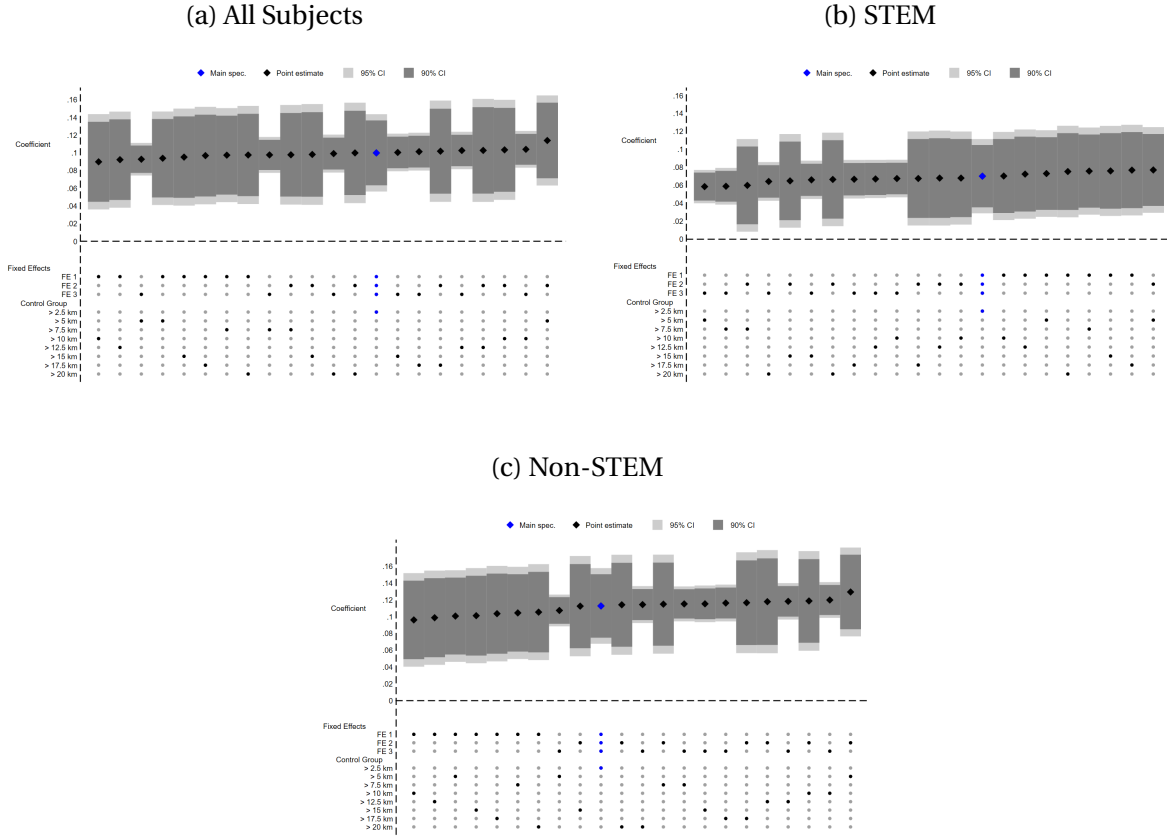 (a) All Subjects
Main spec. Point estimate 95% CI 90% CI
.16
.14
.12
Coefficient
.1
.08
.06
.04
.02
0
Fixed Effects
FE 1
FE 2
FE 3
Control Group
> 2.5 km
> 5 km
> 7.5 km
> 10 km
> 12.5 km
> 15 km
> 17.5 km
> 20 km
(b) STEM
Main spec. Point estimate 95% CI 90% CI
.16
.14
.12
Coefficient
.11
.1
.08
.06
.04
.02
0
Fixed Effects
FE 1
FE 2
FE 3
Control Group
> 2.5 km
> 5 km
> 7.5 km
> 10 km
> 12.5 km
> 15 km
> 17.5 km
> 20 km
(c) Non-STEM
Main spec. Point estimate 95% CI 90% CI
.16
.14
.12
Coefficient
.1
.08
.06
.04
.02
0
Fixed Effects
FE 1
FE 2
FE 3
Control Group
> 2.5 km
> 5 km
> 7.5 km
> 10 km
> 12.5 km
> 15 km
> 17.5 km
> 20 km